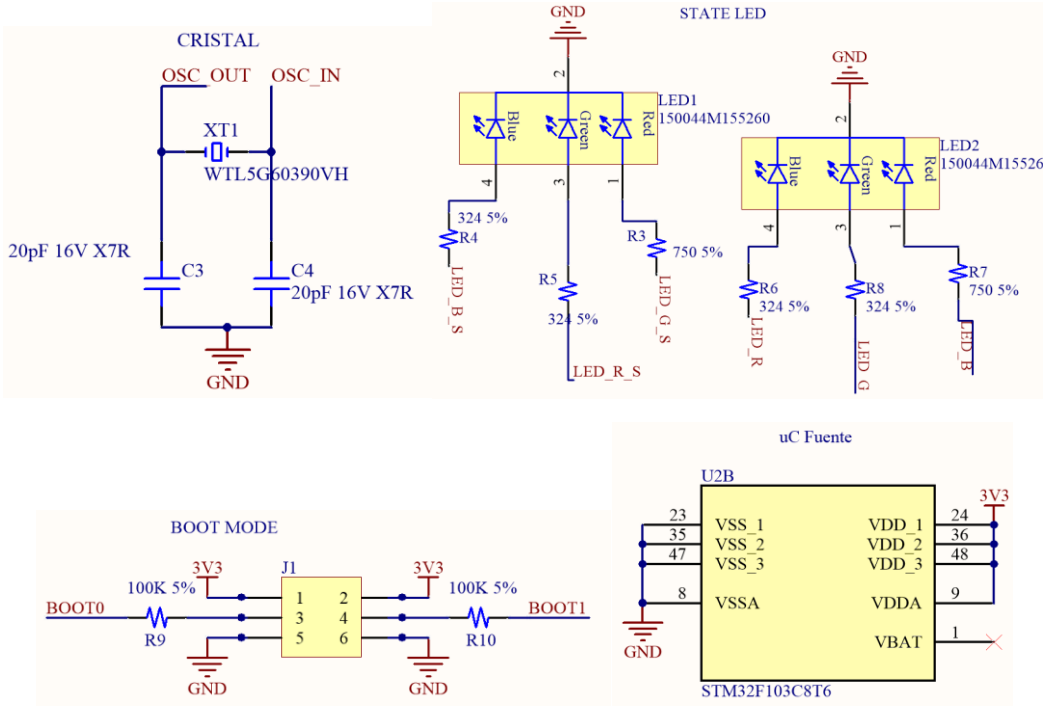 CRISTAL
OSC_OUT OSC_IN
XT1
WTL5G60390VH
20pF 16V X7R
C3
C4
20pF 16V X7R
GND
STATE LED
GND
2
LED1
150044M155260
Blue
Green
Red
4
3
1
324 5%
R4
R5
324 5%
R3
750 5%
LED_B_S
LED_R_S
LED_G_S
GND
2
LED2
150044M15526
Blue
Green
Red
4
3
1
R6
324 5%
R8
324 5%
R7
750 5%
LED_R
LED_G
LED_B
BOOT MODE
3V3
J1
3V3
100K 5%
100K 5%
BOOT0
BOOT1
R9
R10
1 2
3 4
5 6
GND
GND
uC Fuente
U2B
3V3
23 VSS_1 VDD_1 24
35 VSS_2 VDD_2 36
47 VSS_3 VDD_3 48
8 VSSA VDDA 9
VBAT 1
GND
STM32F103C8T6